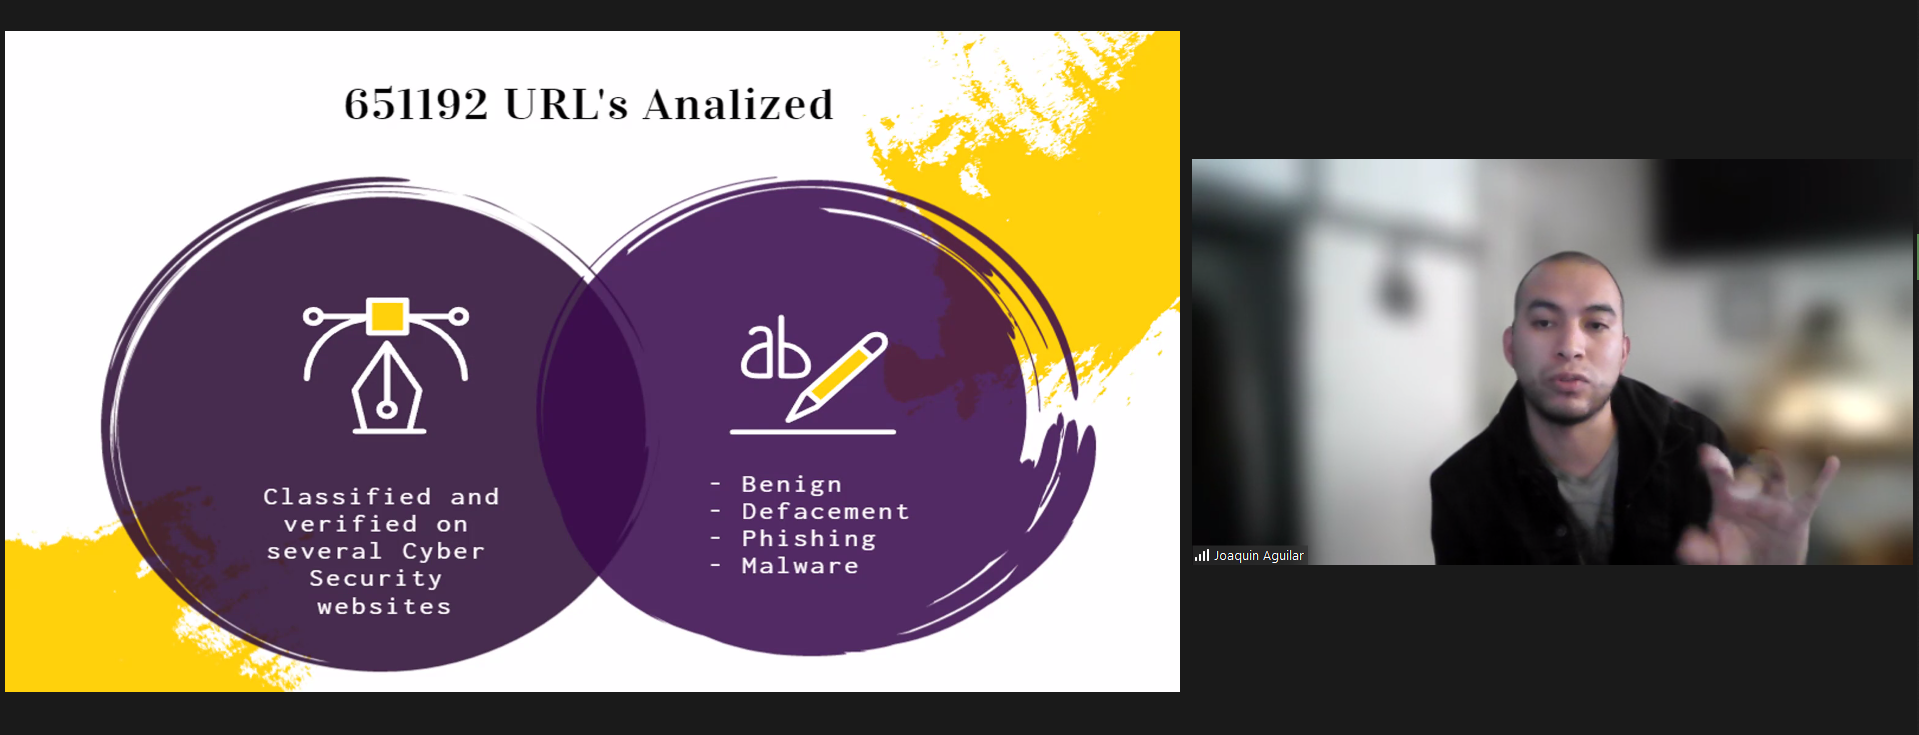 651192 URL's Analized
ab
Classified and
verified on
several Cyber
Security
websites
- Benign
- Defacement
- Phishing
- Malware
Joaquin Aguilar